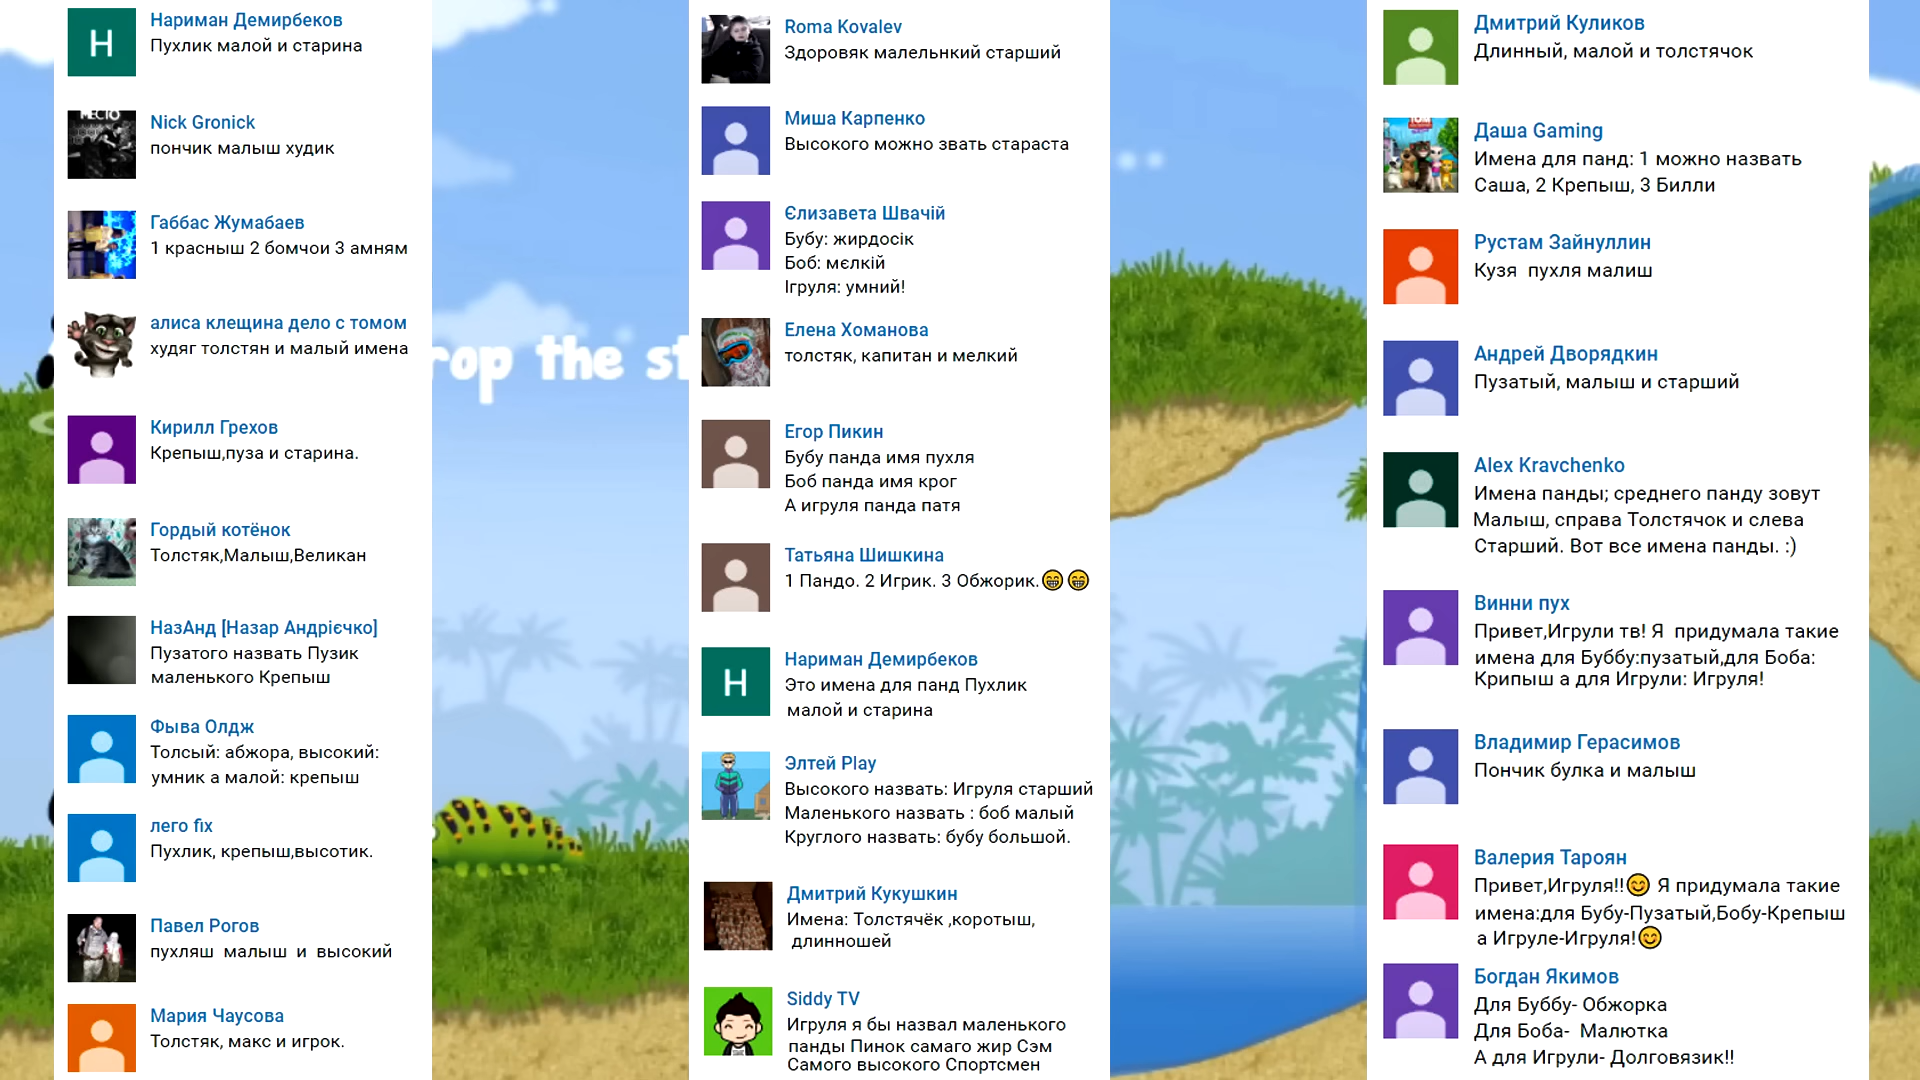 Нариман Демирбеков
Пухлик малой и старина
Nick Gronick
пончик малыш худик
Габбас Жумабаев
1 красныш 2 бомчои 3 амням
алиса клещина дело с томом
худяг толстян и малый имена
Кирилл Грехов
Крепыш,пуза и старина.
Гордый котёнок
Толстяк,Малыш,Великан
НазАнд [Назар Андрієчко]
Пузатого назвать Пузик
маленького Крепыш
Фыва Олдж
Толсый: абжора, высокий:
умник а малой: крепыш
лего fix
Пухлик, крепыш,высотик.
Павел Рогов
пухляш малыш и высокий
Мария Чаусова
Толстяк, макс и игрок.
rop the st
Roma Kovalev
Здоровяк малельнкий старший
Миша Карпенко
Высокого можно звать стараста
Єлизавета Швачій
Бубу: жирдосік
Боб: мєлкій
Ігруля: умний!
Елена Хоманова
толстяк, капитан и мелкий
Егор Пикин
Бубу панда имя пухля
Боб панда имя крог
А игруля панда патя
Татьяна Шишкина
1 Пандо. 2 Игрик. 3 Обжорик.😁😁
Нариман Демирбеков
Это имена для панд Пухлик
малой и старина
Элтей Play
Высокого назвать: Игруля старший
Маленького назвать : боб малый
Круглого назвать: бубу большой.
Дмитрий Кукушкин
Имена: Толстячёк ,коротыш,
длинношей
Siddy TV
Игруля я бы назвал маленького
панды Пинок самаго жир Сэм
Самого высокого Спортсмен
Дмитрий Куликов
Длинный, малой и толстячок
Даша Gaming
Имена для панд: 1 можно назвать
Саша, 2 Крепыш, 3 Билли
Рустам Зайнуллин
Кузя пухля малиш
Андрей Дворядкин
Пузатый, малыш и старший
Alex Kravchenko
Имена панды; среднего панду зовут
Малыш, справа Толстячок и слева
Старший. Вот все имена панды. :)
Винни пух
Привет,Игрули тв! Я придумала такие
имена для Буббу:пузатый,для Боба:
Крипыш а для Игрули: Игруля!
Владимир Герасимов
Пончик булка и малыш
Валерия Тароян
Привет,Игруля!!😊 Я придумала такие
имена:для Бубу-Пузатый,Бобу-Крепыш
а Игруле-Игруля!😊
Богдан Якимов
Для Буббу- Обжорка
Для Боба- Малютка
А для Игрули- Долговязик!!